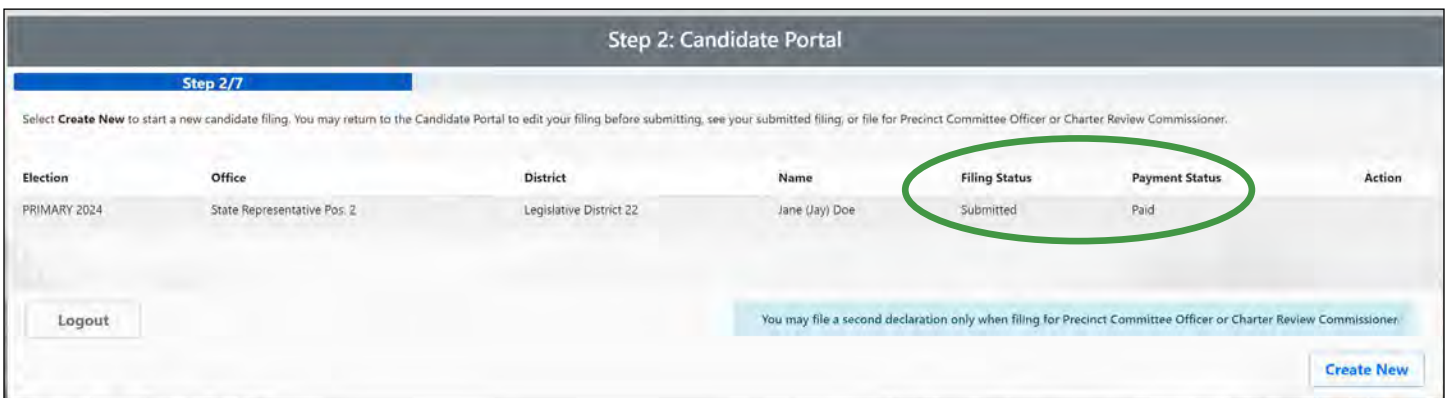 Step 2: Candidate Portal
Step 2/7
Select Create New to start a new candidate filing. You may return to the Candidate Portal to edit your filing before submitting, see your submitted filing, or file for Precinct Committee Officer or Charter Review Commissioner.
Election Office District Name Filing Status Payment Status Action
PRIMARY 2024 State Representative Pos. 2 Legislative District 22 Jane (Jay) Doe Submitted Paid
Logout
You may file a second declaration only when filing for Precinct Committee Officer or Charter Review Commissioner.
Create New